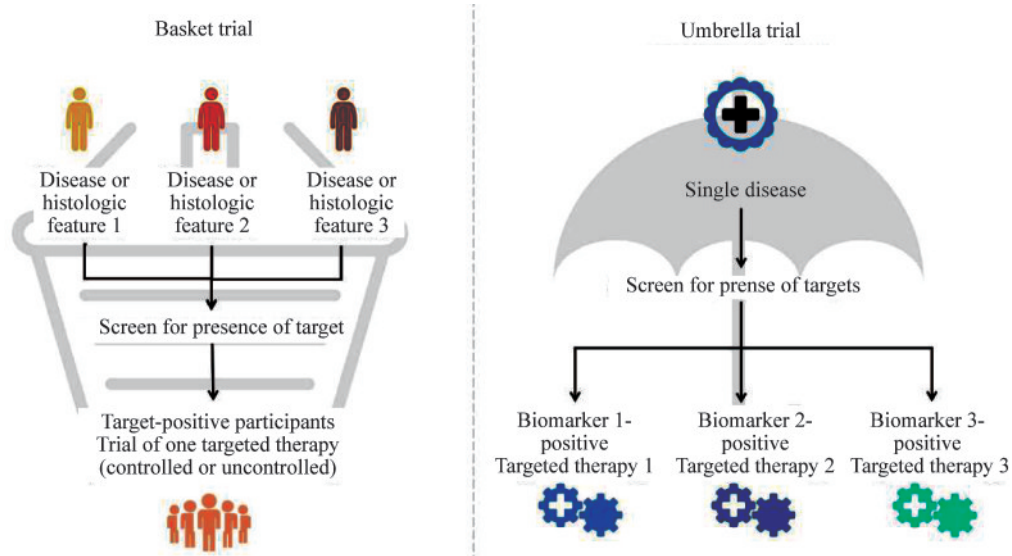 Basket trial
Disease or
histologic
feature 1
Disease or
histologic
feature 2
Disease or
histologic
feature 3
Screen for presence of target
Target-positive participants
Trial of one targeted therapy
(controlled or uncontrolled)
Umbrella trial
Single disease
Screen for prense of targets
Biomarker 1-
positive
Targeted therapy 1
Biomarker 2-
positive
Targeted therapy 2
Biomarker 3-
positive
Targeted therapy 3